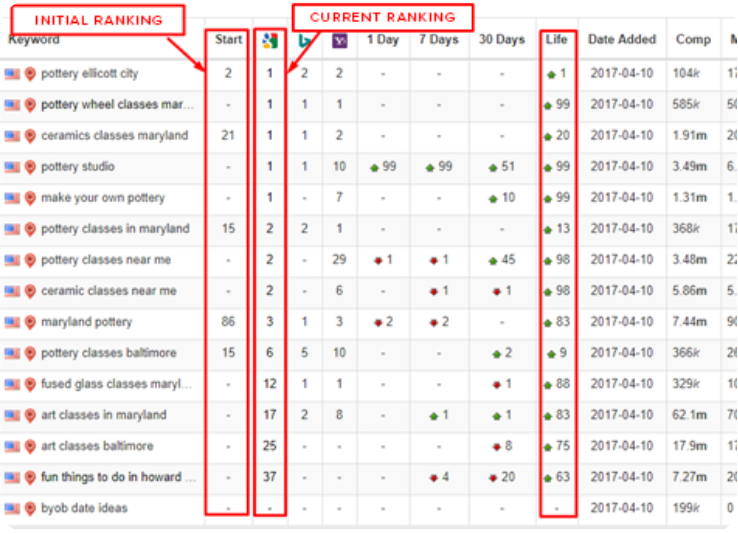 INITIAL RANKING
CURRENT RANKING
Keyword Start 1 Day 7 Days 30 Days Life Date Added Comp
pottery ellicott city 2 1 2 2 - - - 1 2017-04-10 104k 17
pottery wheel classes mar... - 1 1 1 - - - 99 2017-04-10 585k 50
ceramics classes maryland 21 1 1 2 - - - 20 2017-04-10 1.91m 20
pottery studio - 1 1 10 99 99 51 99 2017-04-10 3.49m 6.
make your own pottery - 1 - 7 - - 10 99 2017-04-10 1.31m 1.
pottery classes in maryland 15 2 2 1 - - - 13 2017-04-10 368k 17
pottery classes near me - 2 - 29 1 1 45 98 2017-04-10 3.48m 22
ceramic classes near me - 2 - 6 - 1 1 98 2017-04-10 5.86m 5.
maryland pottery 86 3 1 3 2 2 - 83 2017-04-10 7.44m 90
pottery classes baltimore 15 6 5 10 - - 2 9 2017-04-10 366k 26
fused glass classes maryl... - 12 1 1 - - 1 88 2017-04-10 329k 10
art classes in maryland - 17 2 8 - 1 1 83 2017-04-10 62.1m 70
art classes baltimore - 25 - - - - 8 75 2017-04-10 17.9m 17
fun things to do in howard ... - 37 - - - 4 20 63 2017-04-10 7.27m 20
byob date ideas - - - - - - - - 2017-04-10 199k 0